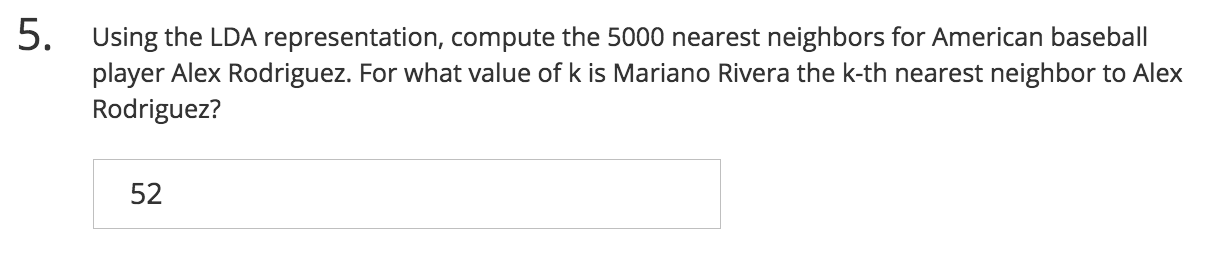 5. Using the LDA representation, compute the 5000 nearest neighbors for American baseball
player Alex Rodriguez. For what value of k is Mariano Rivera the k-th nearest neighbor to Alex
Rodriguez?
52